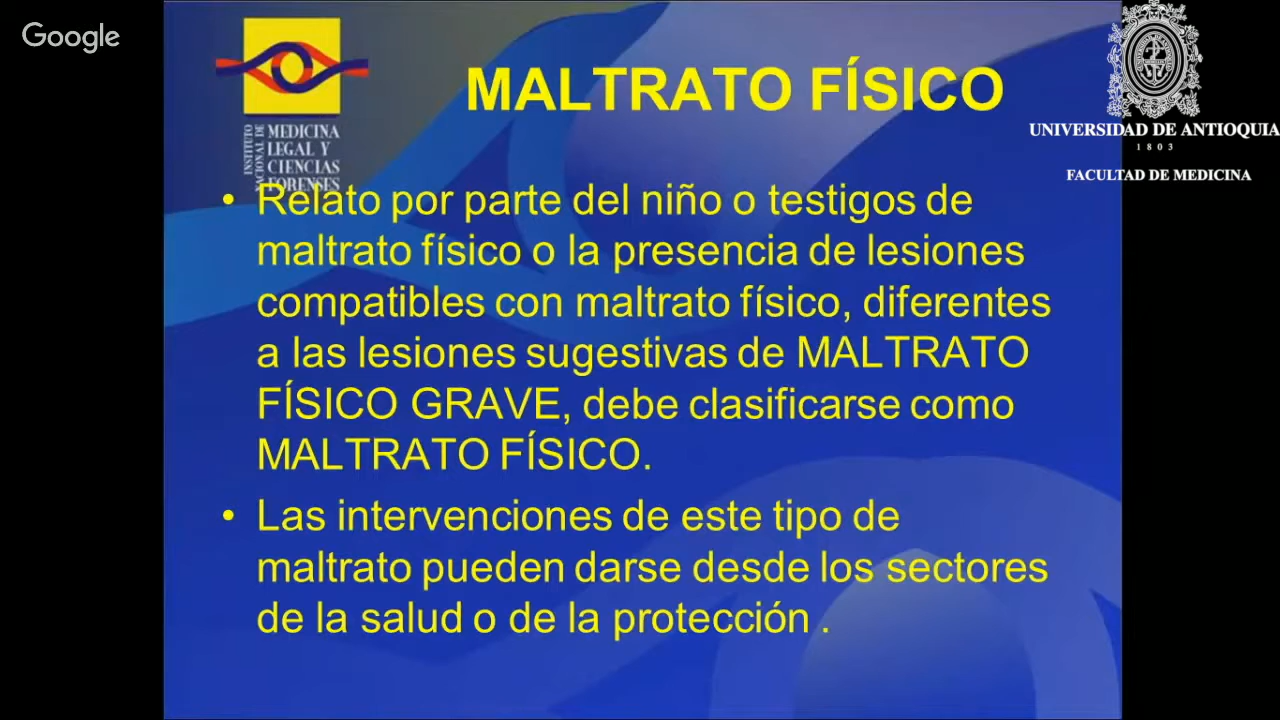 Google
INSTITUTO
NACIONAL DE
MEDICINA
LEGAL Y
CIENCIAS
FORENSES
MALTRATO FÍSICO
UNIVERSIDAD DE ANTIOQUIA
1803
FACULTAD DE MEDICINA
• Relato por parte del niño o testigos de
maltrato físico o la presencia de lesiones
compatibles con maltrato físico, diferentes
a las lesiones sugestivas de MALTRATO
FÍSICO GRAVE, debe clasificarse como
MALTRATO FÍSICO.
• Las intervenciones de este tipo de
maltrato pueden darse desde los sectores
de la salud o de la protección .